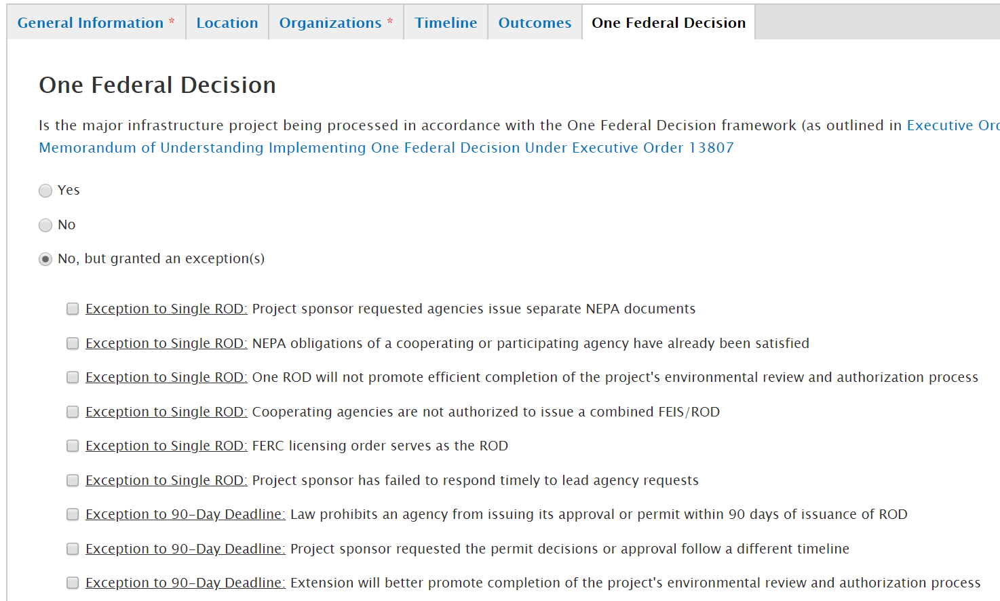 General Information * Location Organizations * Timeline Outcomes One Federal Decision
One Federal Decision
Is the major infrastructure project being processed in accordance with the One Federal Decision framework (as outlined in Executive
Memorandum of Understanding Implementing One Federal Decision Under Executive Order 13807
Yes
No
No, but granted an exception(s)
Exception to Single ROD: Project sponsor requested agencies issue separate NEPA documents
Exception to Single ROD: NEPA obligations of a cooperating or participating agency have already been satisfied
Exception to Single ROD: One ROD will not promote efficient completion of the project's environmental review and authorization process
Exception to Single ROD: Cooperating agencies are not authorized to issue a combined FEIS/ROD
Exception to Single ROD: FERC licensing order serves as the ROD
Exception to Single ROD: Project sponsor has failed to respond timely to lead agency requests
Exception to 90-Day Deadline: Law prohibits an agency from issuing its approval or permit within 90 days of issuance of ROD
Exception to 90-Day Deadline: Project sponsor requested the permit decisions or approval follow a different timeline
Exception to 90-Day Deadline: Extension will better promote completion of the project's environmental review and authorization process